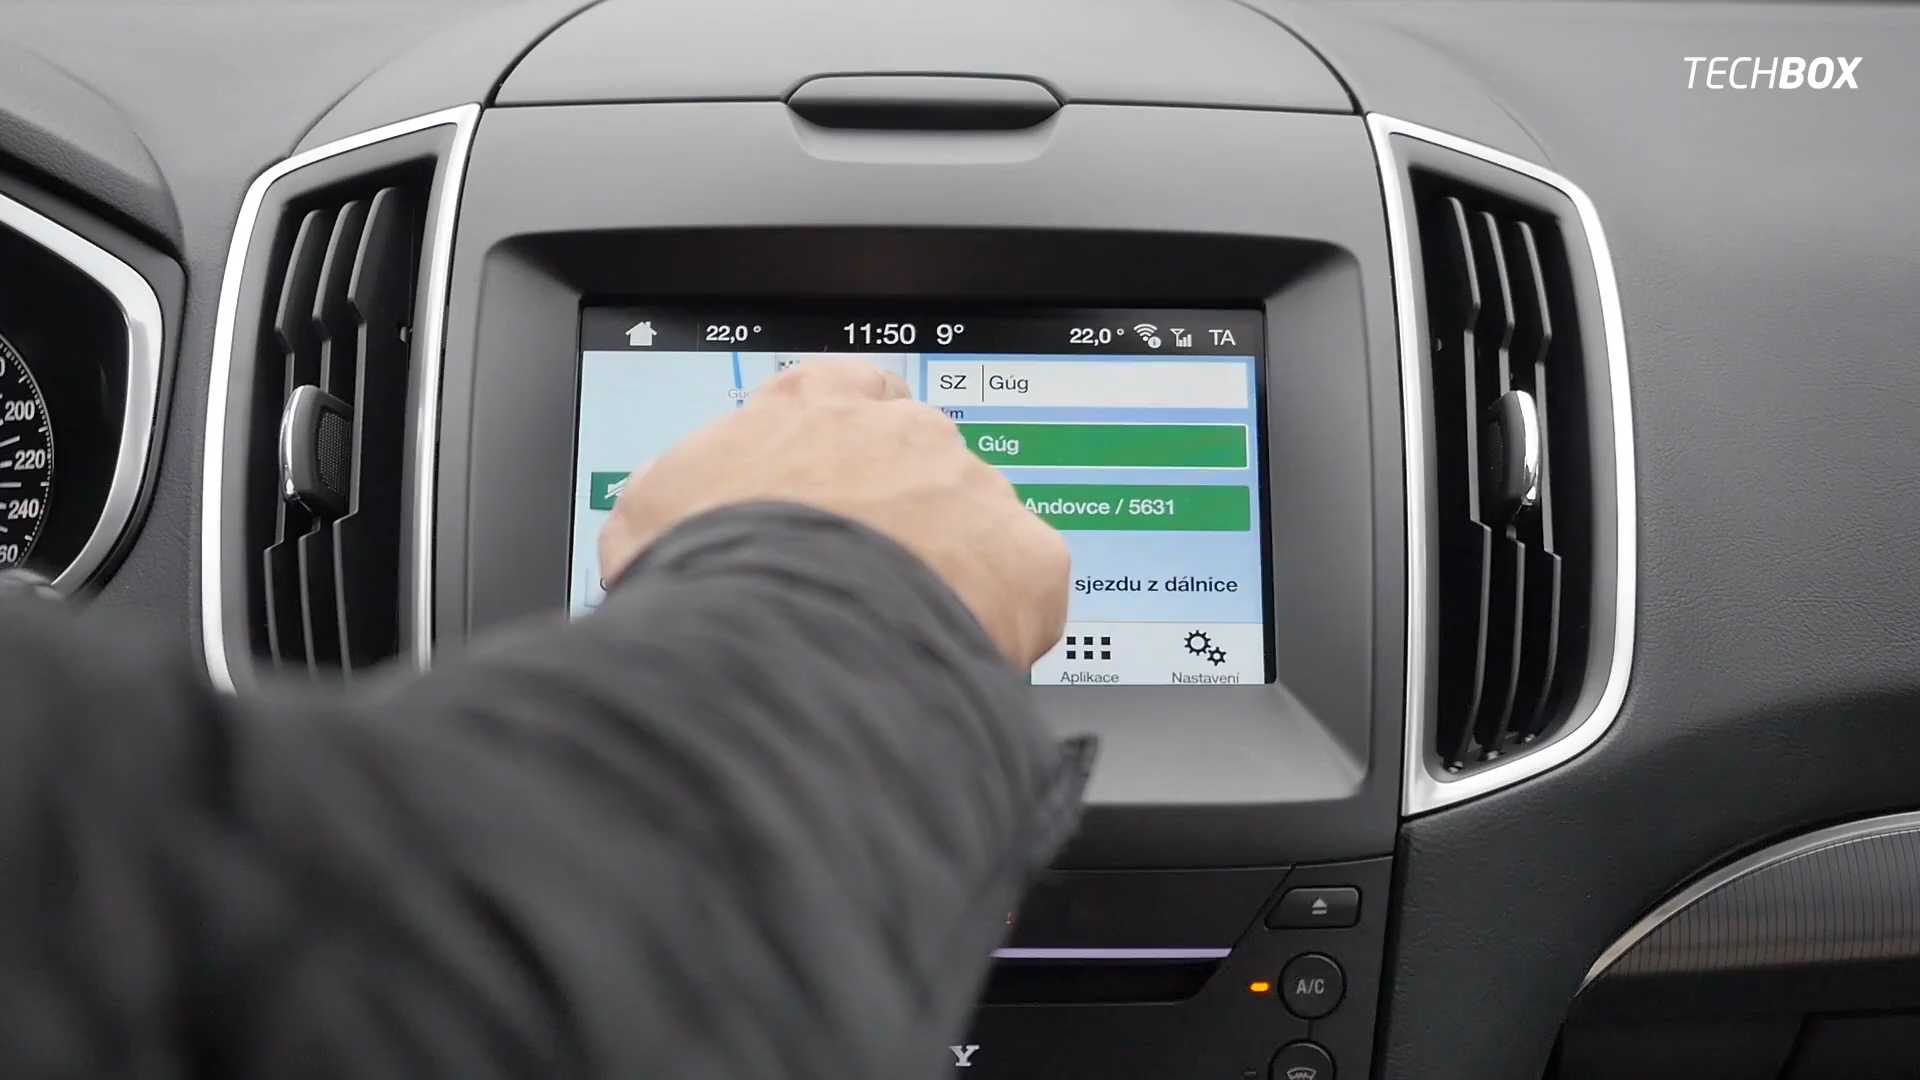 TECHBOX
22,0 ° 11:50 9° 22,0 ° TA
SZ Gúg
km
Gúg
Andovce / 5631
sjezdu z dálnice
Aplikace Nastavení
200
220
240
A/C
Y